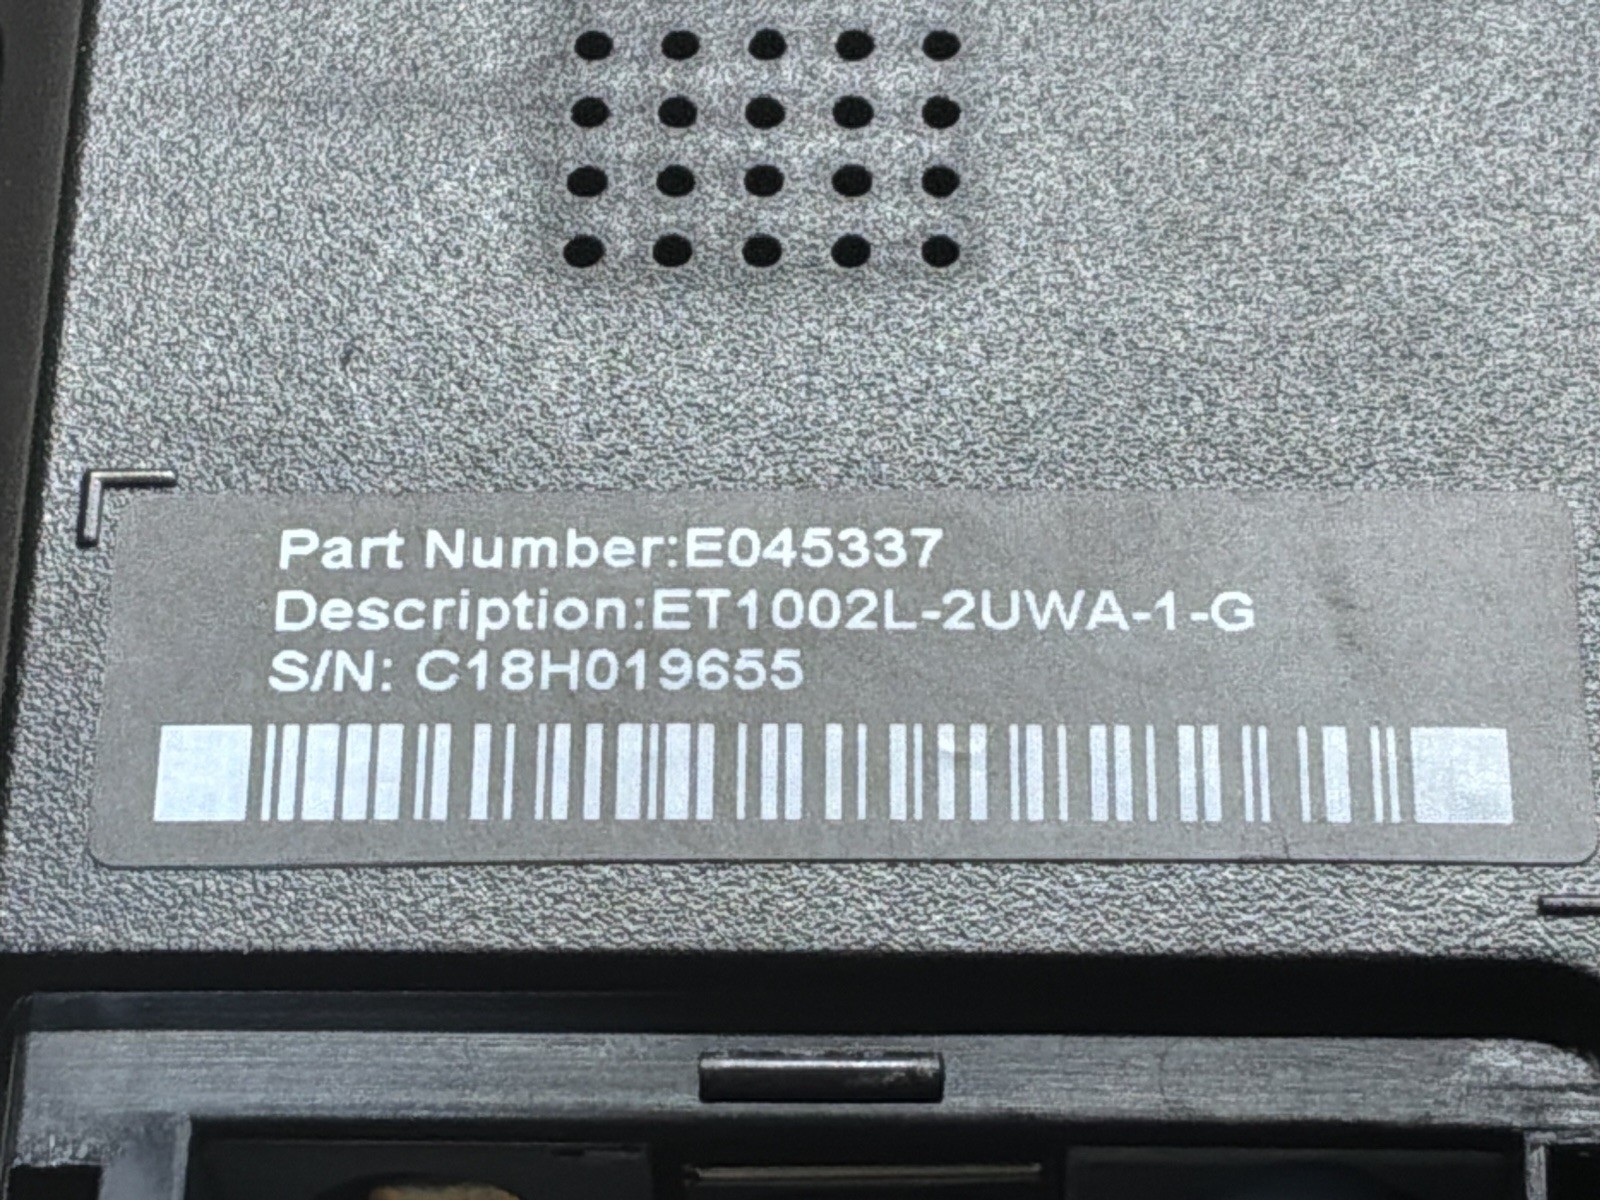 Part Number:E045337
Description:ET1002L-2UWA-1-G
S/N: C18H019655